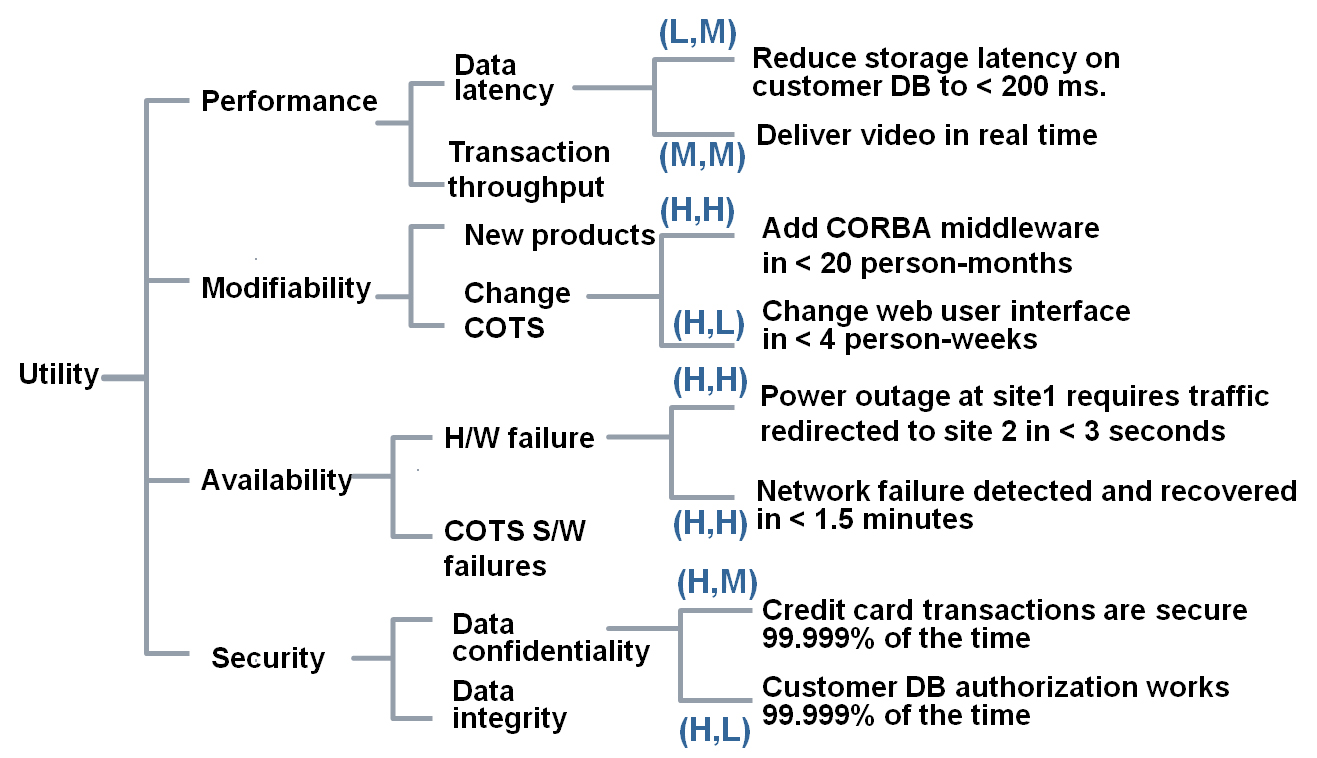 Utility
Performance
Data
latency
(L,M)
Reduce storage latency on
customer DB to < 200 ms.
(M,M)
Deliver video in real time
Transaction
throughput
Modifiability
New products
Change
COTS
(H,H)
Add CORBA middleware
in < 20 person-months
(H,L)
Change web user interface
in < 4 person-weeks
Availability
H/W failure
(H,H)
Power outage at site1 requires traffic
redirected to site 2 in < 3 seconds
(H,H)
Network failure detected and recovered
in < 1.5 minutes
COTS S/W
failures
Security
Data
confidentiality
(H,M)
Credit card transactions are secure
99.999% of the time
(H,L)
Customer DB authorization works
99.999% of the time
Data
integrity